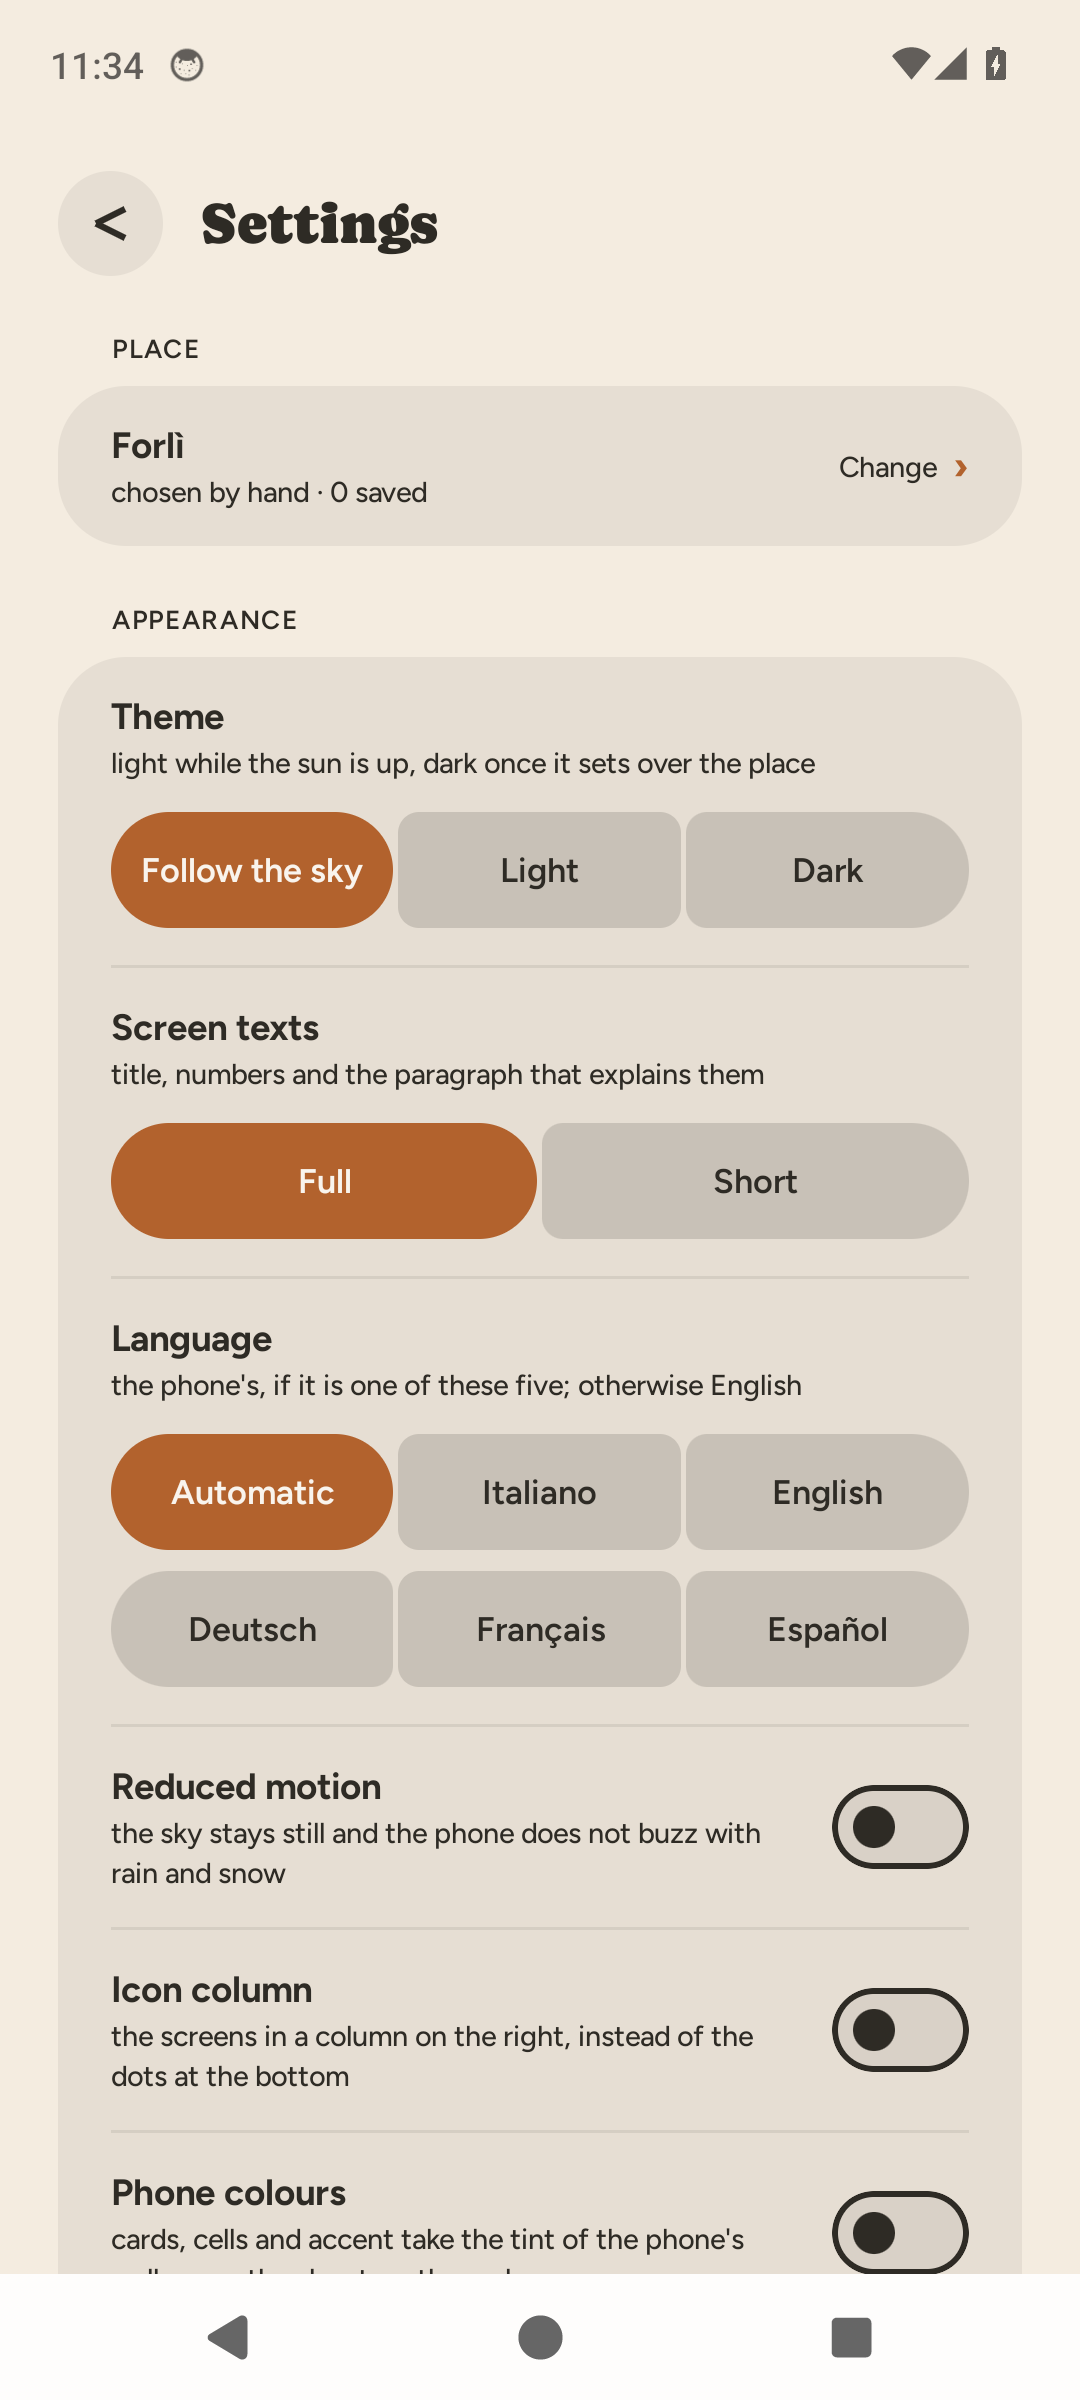 11:34
Settings
PLACE
Forlì
chosen by hand · 0 saved
Change ›
APPEARANCE
Theme
light while the sun is up, dark once it sets over the place
Follow the sky
Light
Dark
Screen texts
title, numbers and the paragraph that explains them
Full
Short
Language
the phone's, if it is one of these five; otherwise English
Automatic
Italiano
English
Deutsch
Français
Español
Reduced motion
the sky stays still and the phone does not buzz with
rain and snow
Icon column
the screens in a column on the right, instead of the
dots at the bottom
Phone colours
cards, cells and accent take the tint of the phone's